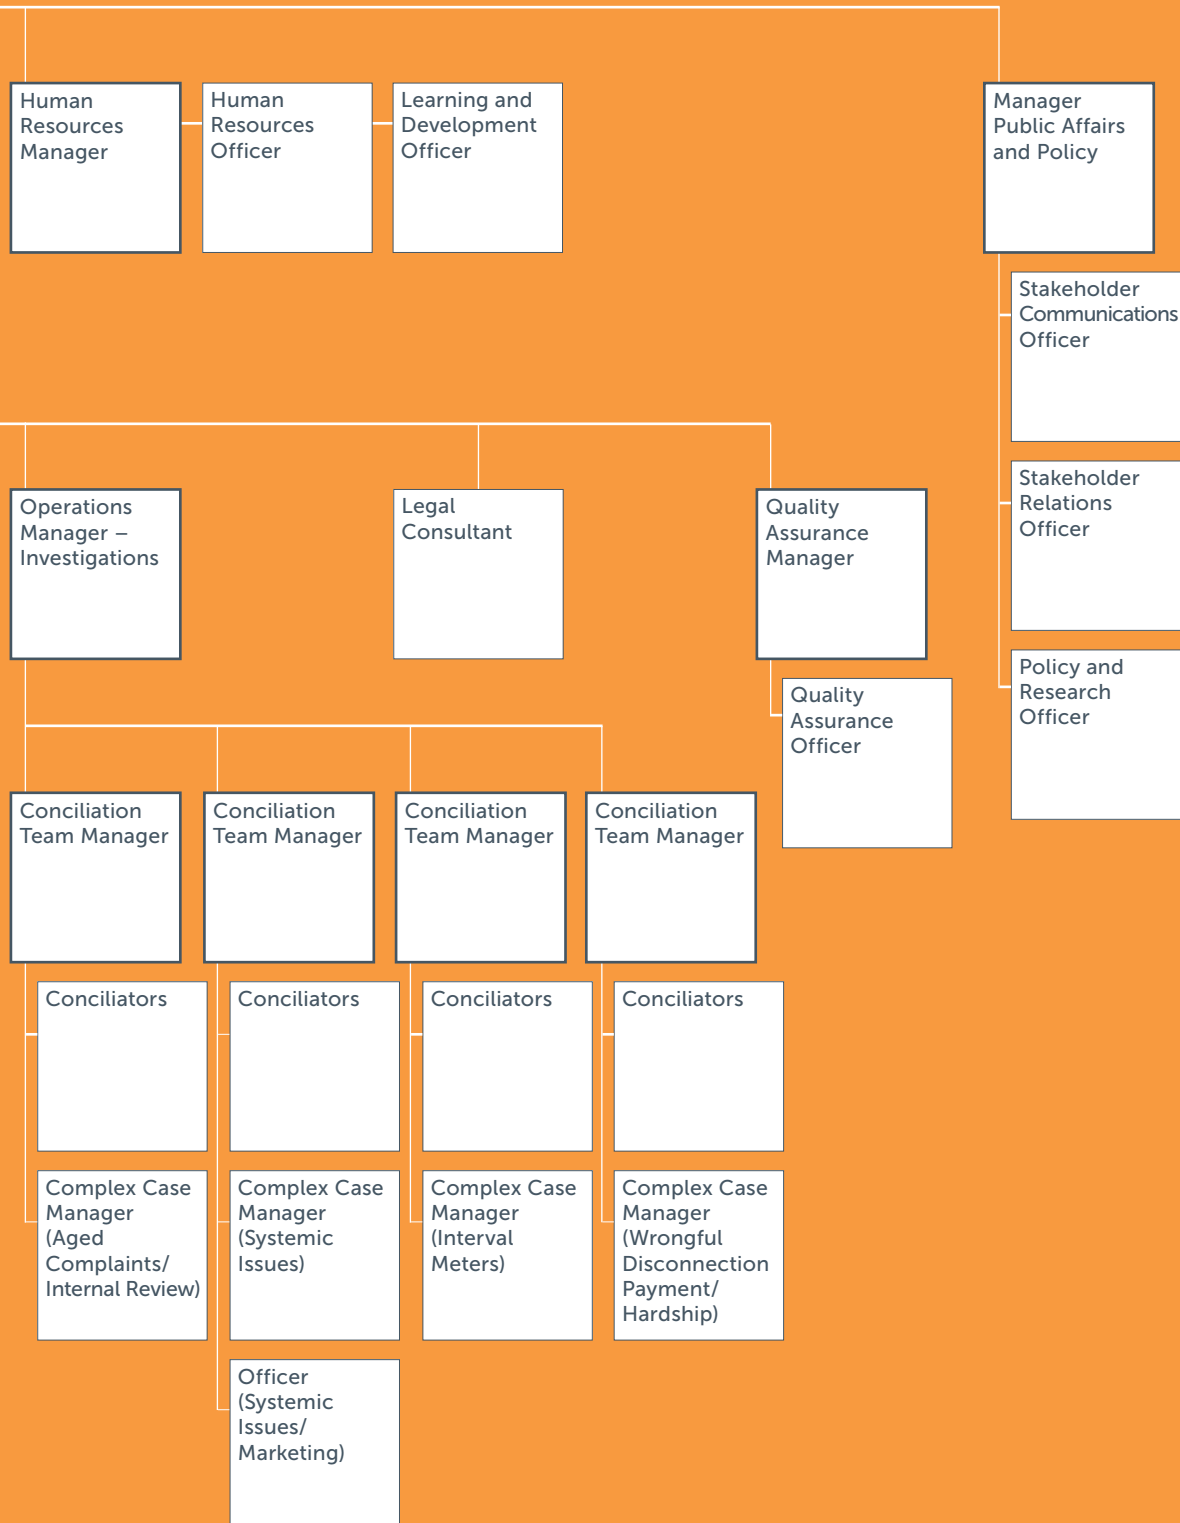 Human
Resources
Manager
Human
Resources
Officer
Learning and
Development
Officer
Manager
Public Affairs
and Policy
Stakeholder
Communications
Officer
Stakeholder
Relations
Officer
Policy and
Research
Officer
Operations
Manager –
Investigations
Legal
Consultant
Quality
Assurance
Manager
Quality
Assurance
Officer
Conciliation
Team Manager
Conciliation
Team Manager
Conciliation
Team Manager
Conciliation
Team Manager
Conciliators
Conciliators
Conciliators
Conciliators
Complex Case
Manager
(Aged
Complaints/
Internal Review)
Complex Case
Manager
(Systemic
Issues)
Complex Case
Manager
(Interval
Meters)
Complex Case
Manager
(Wrongful
Disconnection
Payment/
Hardship)
Officer
(Systemic
Issues/
Marketing)